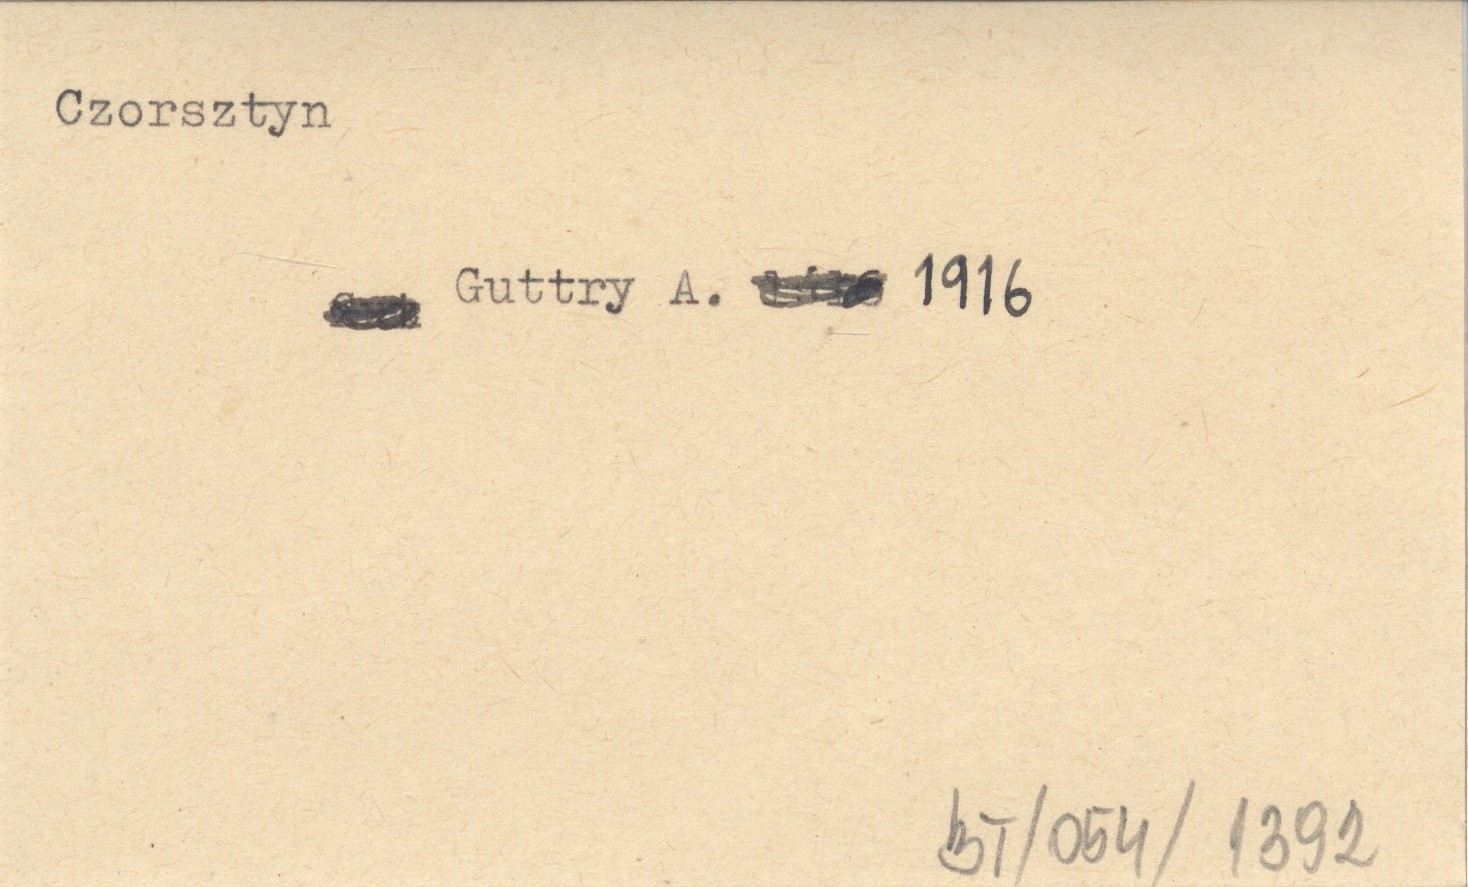 Czorsztyn
Guttry A. 1916
BT/054/1392